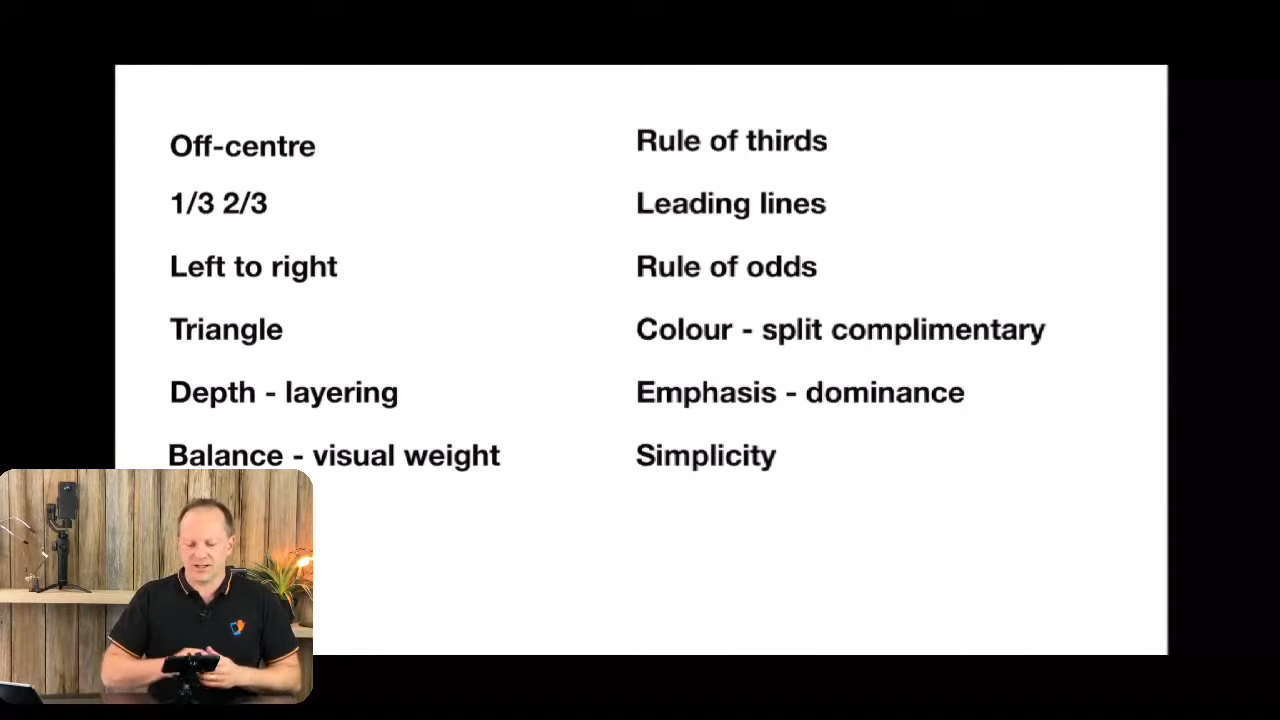 Off-centre
1/3 2/3
Left to right
Triangle
Depth - layering
Balance - visual weight
Rule of thirds
Leading lines
Rule of odds
Colour - split complimentary
Emphasis - dominance
Simplicity